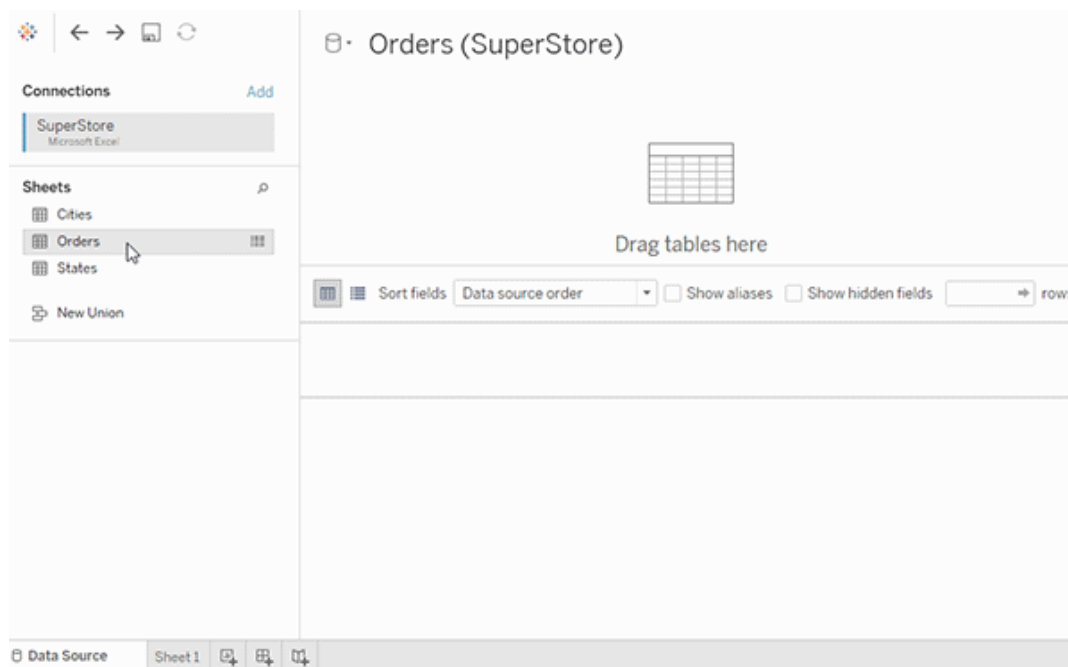 Orders (SuperStore)
Connections
Add
SuperStore
Microsoft Excel
Sheets
Cities
Orders
States
New Union
Drag tables here
Sort fields Data source order Show aliases Show hidden fields rows
Data Source Sheet 1